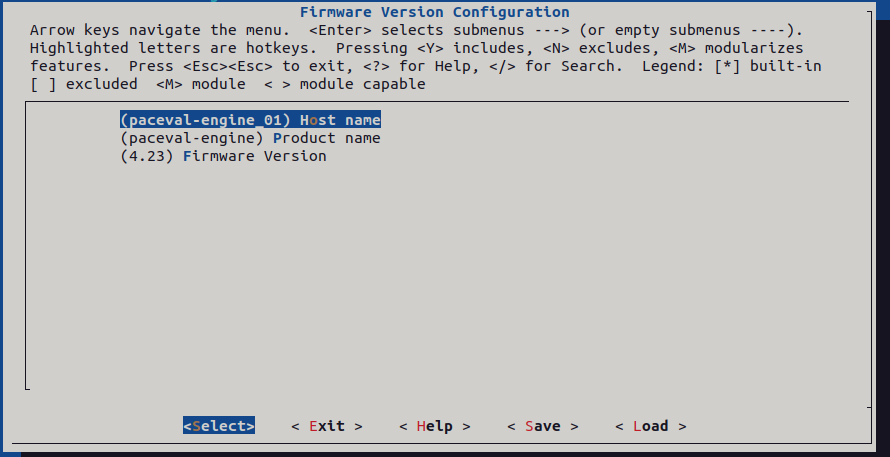 Firmware Version Configuration
Arrow keys navigate the menu.  <Enter> selects submenus ---> (or empty submenus ----).
Highlighted letters are hotkeys.  Pressing <Y> includes, <N> excludes, <M> modularizes
features.  Press <Esc><Esc> to exit, <?> for Help, </> for Search.  Legend: [*] built-in
[ ] excluded  <M> module  < > module capable
(paceval-engine_01) Host name
(paceval-engine) Product name
(4.23) Firmware Version
<Select>    < Exit >    < Help >    < Save >    < Load >